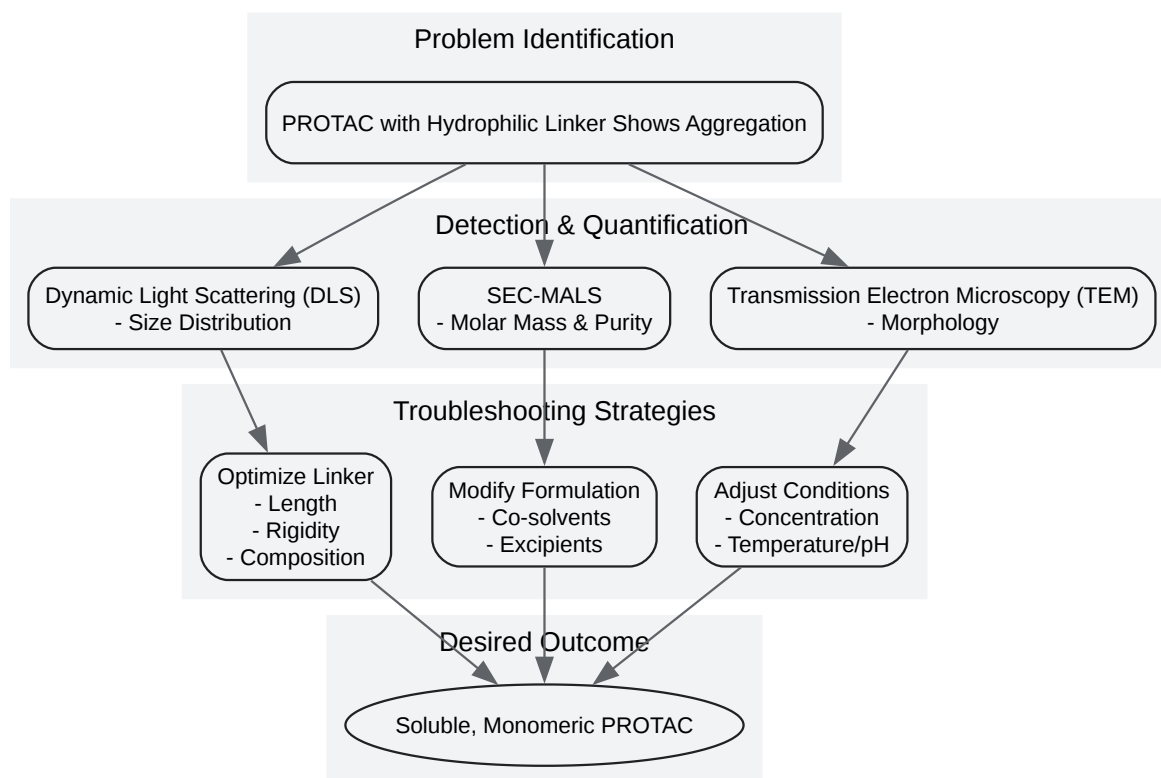 Problem Identification
PROTAC with Hydrophilic Linker Shows Aggregation
Detection & Quantification
Dynamic Light Scattering (DLS)
- Size Distribution
SEC-MALS
- Molar Mass & Purity
Transmission Electron Microscopy (TEM)
- Morphology
Troubleshooting Strategies
Optimize Linker
- Length
- Rigidity
- Composition
Modify Formulation
- Co-solvents
- Excipients
Adjust Conditions
- Concentration
- Temperature/pH
Desired Outcome
Soluble, Monomeric PROTAC